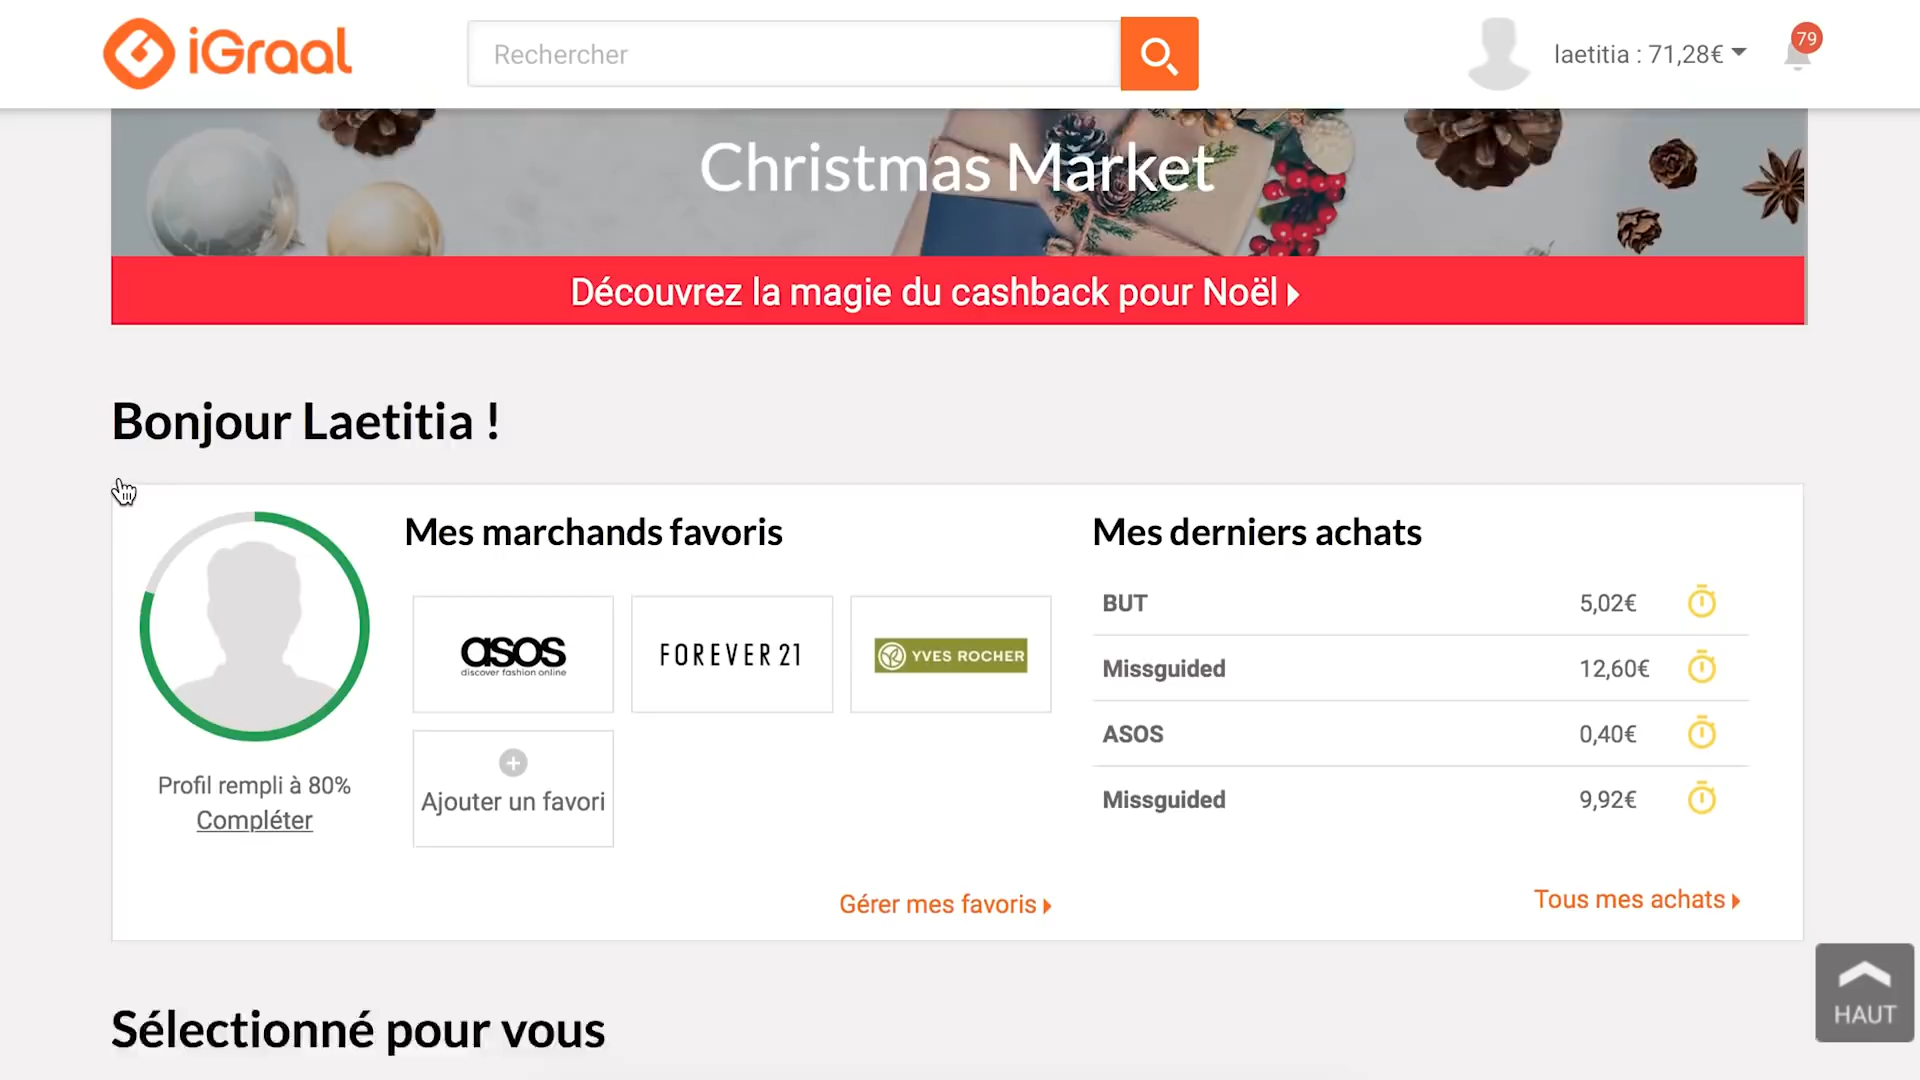 iGraal
Rechercher
laetitia : 71,28€
79
Christmas Market
Découvrez la magie du cashback pour Noël
Bonjour Laetitia !
Profil rempli à 80%
Compléter
Mes marchands favoris
asos
discover fashion online
FOREVER 21
YVES ROCHER
Ajouter un favori
Gérer mes favoris
Mes derniers achats
BUT 5,02€
Missguided 12,60€
ASOS 0,40€
Missguided 9,92€
Tous mes achats
HAUT
Sélectionné pour vous